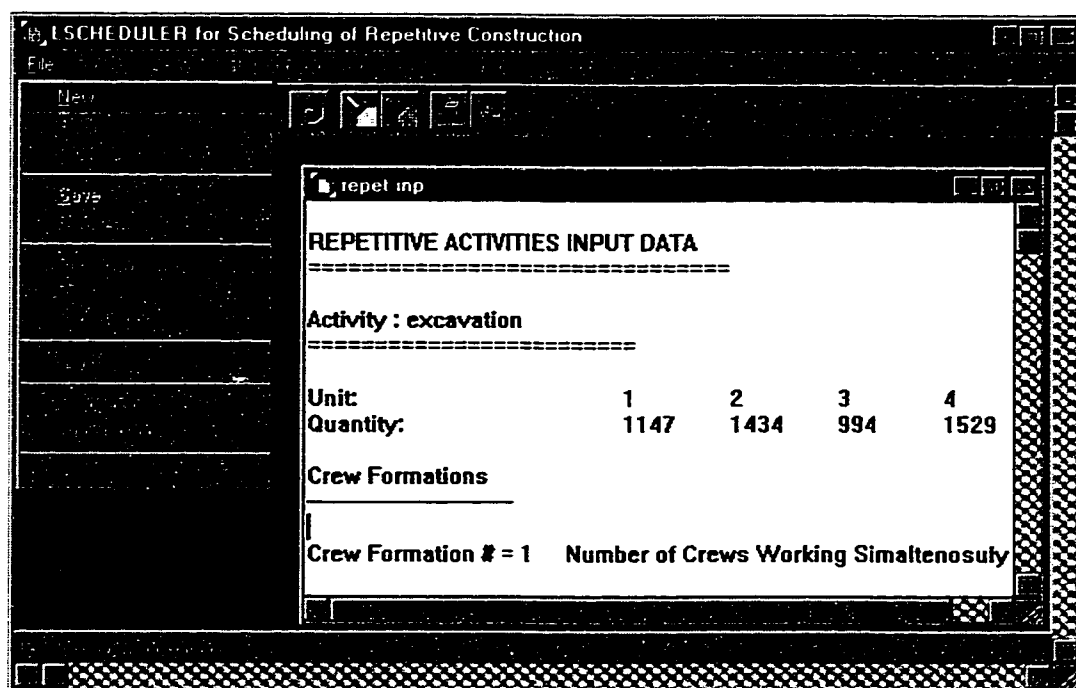 LSCHEDULER for Scheduling of Repetitive Construction
File
New
Save
repet inp
REPETITIVE ACTIVITIES INPUT DATA
================================
Activity : excavation
=========================
Unit: 1 2 3 4
Quantity: 1147 1434 994 1529
Crew Formations
Crew Formation # = 1 Number of Crews Working Simaltenosuly